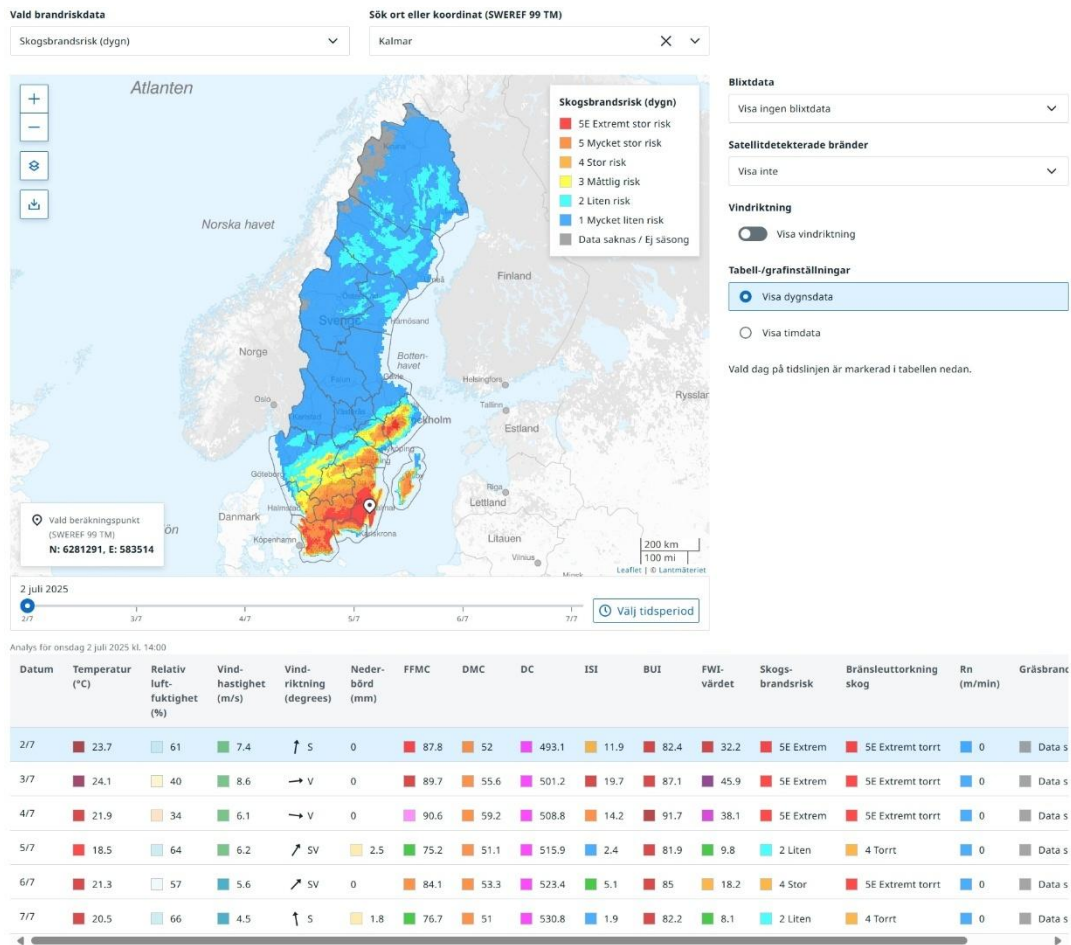 Vald brandriskdata
Sök ort eller koordinat (SWEREF 99 TM)
Skogsbrandsrisk (dygn)
Kalmar
Atlanten
Norska havet
Sverige
Finland
Norge
Botten-
havet
Härnösand
Helsingfors
Oslo
Tallinn
Estland
Göteborg
Riga
Lettland
Danmark
Köpenhamn
Karlskrona
Litauen
Vilnius
Minsk
Skogsbrandsrisk (dygn)
5E Extremt stor risk
5 Mycket stor risk
4 Stor risk
3 Måttlig risk
2 Liten risk
1 Mycket liten risk
Data saknas / Ej säsong
Vald beräkningspunkt
(SWEREF 99 TM)
N: 6281291, E: 583514
200 km
100 mi
Leaflet | © Lantmäteriet
Blixtdata
Visa ingen blixtdata
Satellitdetekterade bränder
Visa inte
Vindriktning
Visa vindriktning
Tabell-/grafinställningar
Visa dygnsdata
Visa timdata
Vald dag på tidslinjen är markerad i tabellen nedan.
2 juli 2025
2/7 3/7 4/7 5/7 6/7 7/7
Välj tidsperiod
Analys för onsdag 2 juli 2025 kl. 14:00
Datum Temperatur Relativ Vind- Vind- Neder- FFMC DMC DC ISI BUI FWI- Skogs- Bränsleuttorkning Rn Gräsbrand
(°C) luft- hastighet riktning börd värdet brandsrisk skog (m/min)
fuktighet (m/s) (degrees) (mm)
(%)
2/7 23.7 61 7.4 S 0 87.8 52 493.1 11.9 82.4 32.2 5E Extrem 5E Extremt torrt 0 Data s
3/7 24.1 40 8.6 V 0 89.7 55.6 501.2 19.7 87.1 45.9 5E Extrem 5E Extremt torrt 0 Data s
4/7 21.9 34 6.1 V 0 90.6 59.2 508.8 14.2 91.7 38.1 5E Extrem 5E Extremt torrt 0 Data s
5/7 18.5 64 6.2 SV 2.5 75.2 51.1 515.9 2.4 81.9 9.8 2 Liten 4 Torrt 0 Data s
6/7 21.3 57 5.6 SV 0 84.1 53.3 523.4 5.1 85 18.2 4 Stor 5E Extremt torrt 0 Data s
7/7 20.5 66 4.5 S 1.8 76.7 51 530.8 1.9 82.2 8.1 2 Liten 4 Torrt 0 Data s